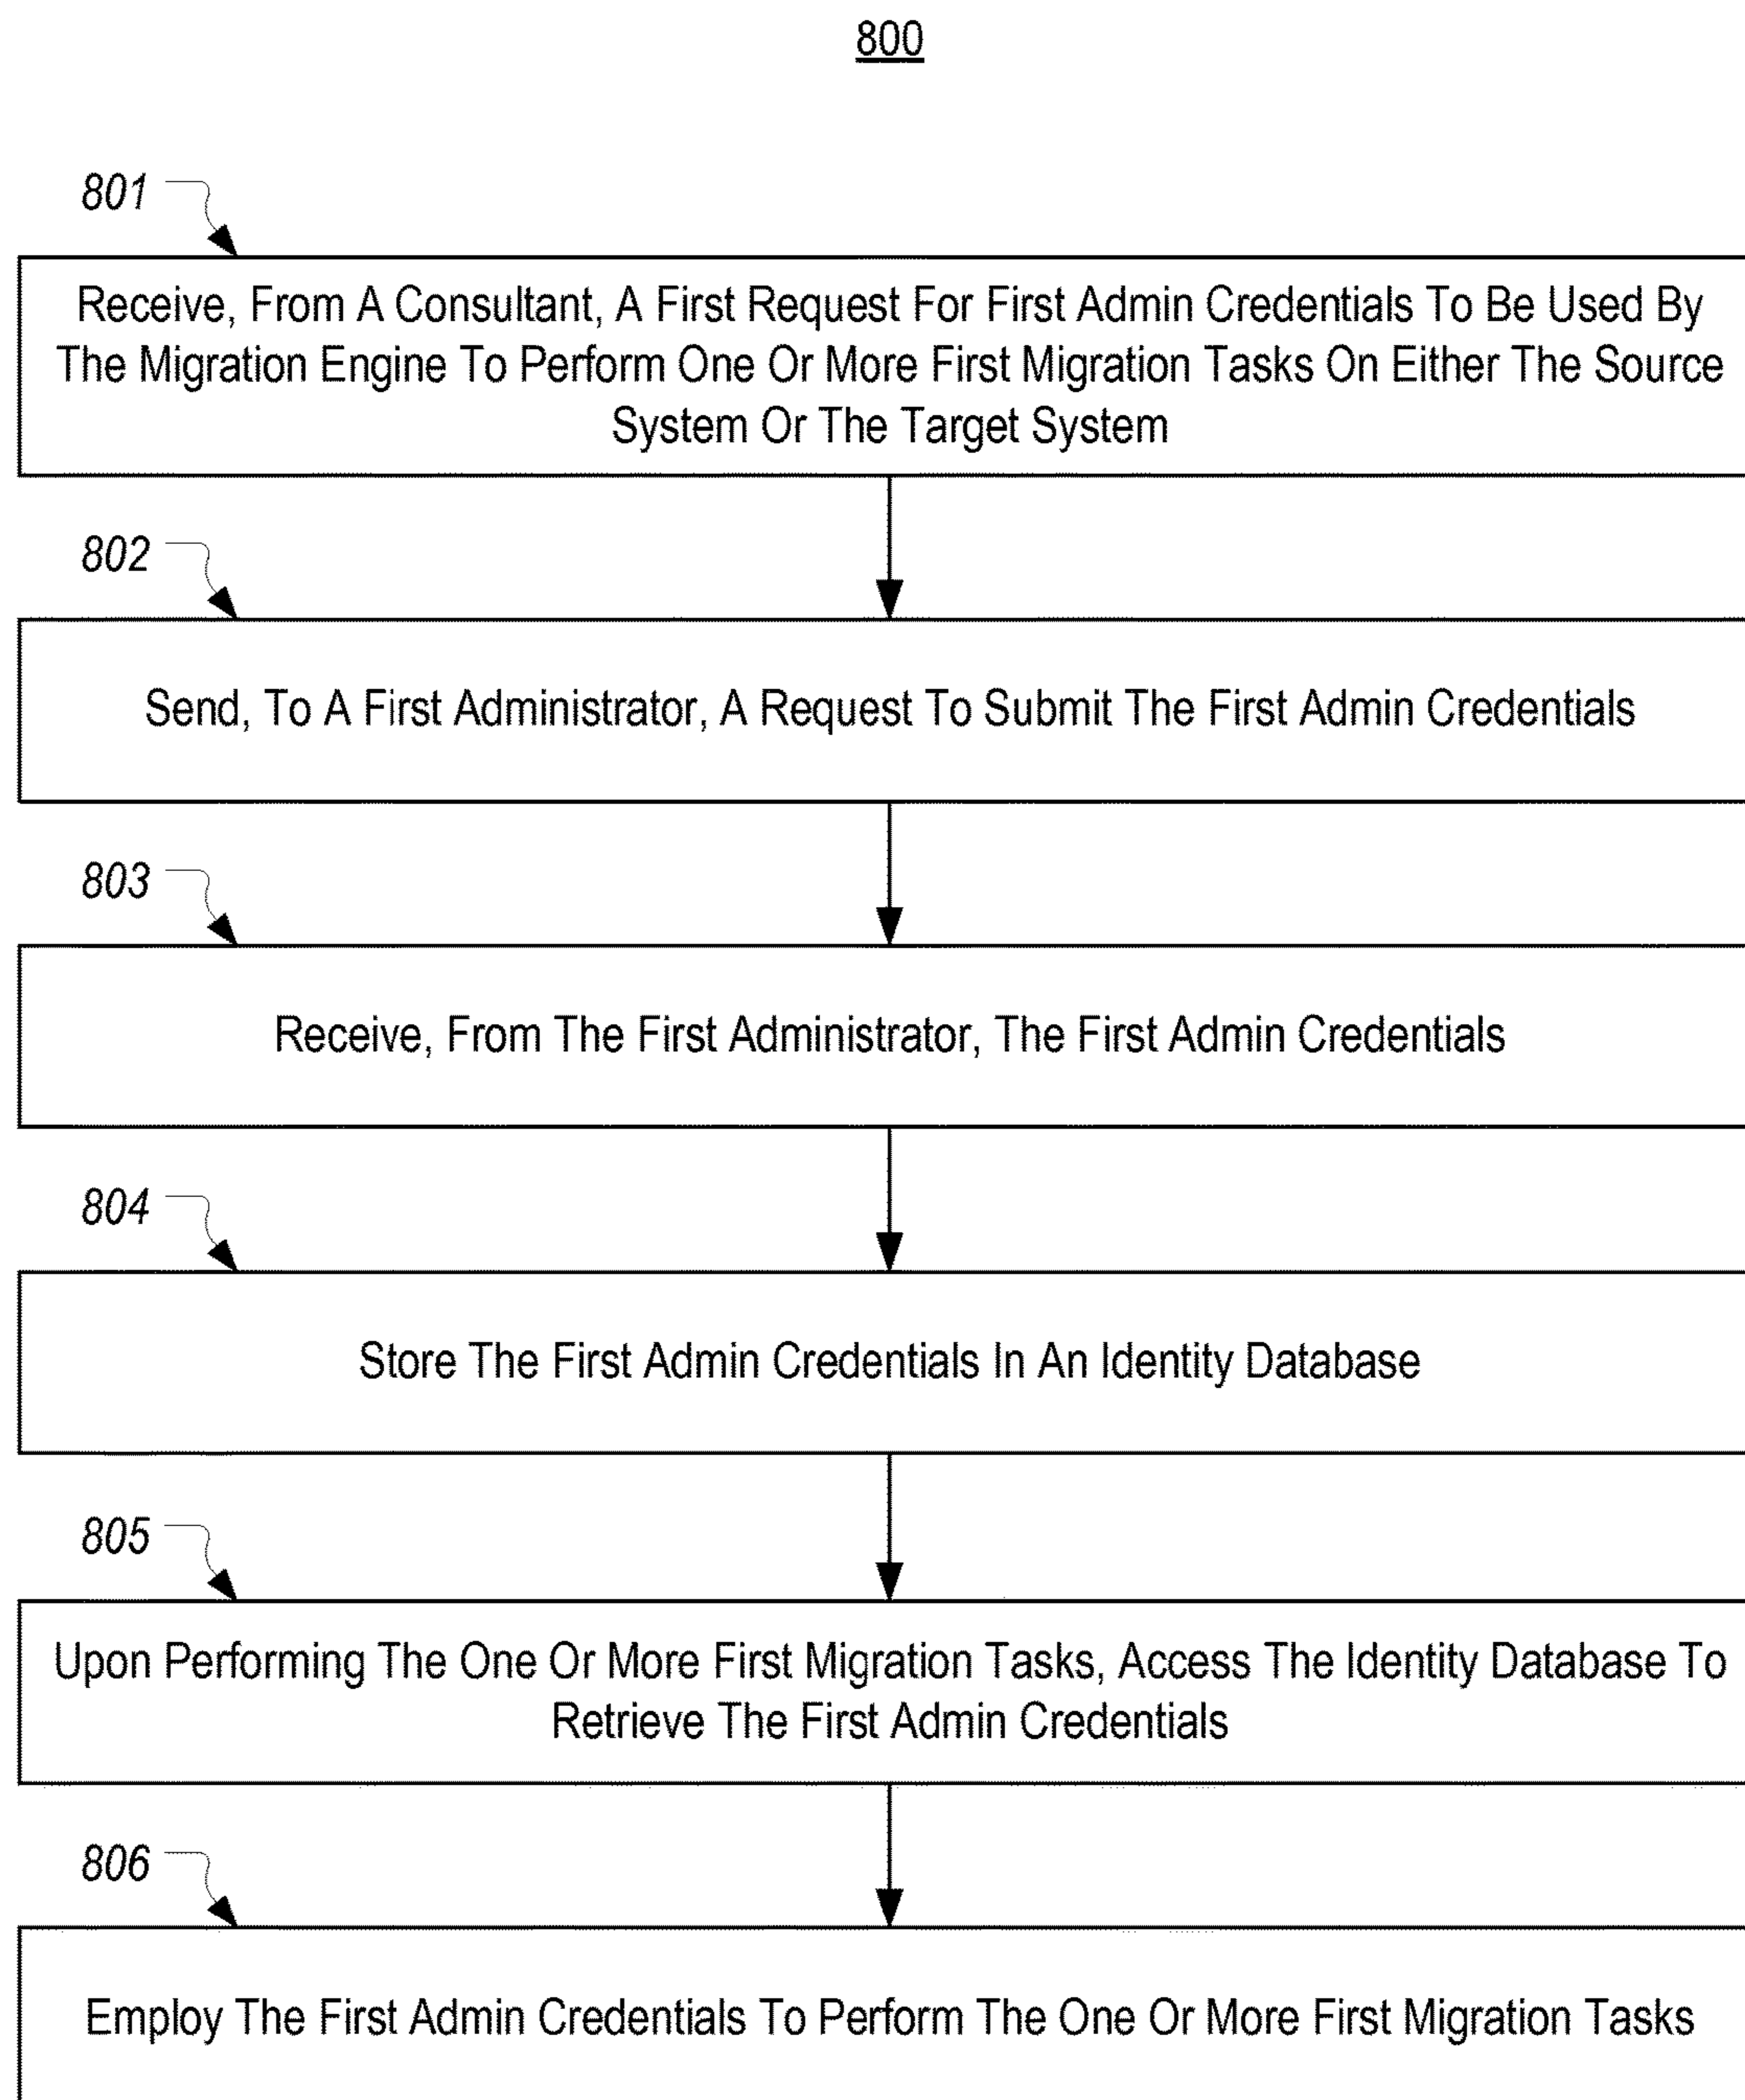 800
801
Receive, From A Consultant, A First Request For First Admin Credentials To Be Used By
The Migration Engine To Perform One Or More First Migration Tasks On Either The Source
System Or The Target System
802
Send, To A First Administrator, A Request To Submit The First Admin Credentials
803
Receive, From The First Administrator, The First Admin Credentials
804
Store The First Admin Credentials In An Identity Database
805
Upon Performing The One Or More First Migration Tasks, Access The Identity Database To
Retrieve The First Admin Credentials
806
Employ The First Admin Credentials To Perform The One Or More First Migration Tasks